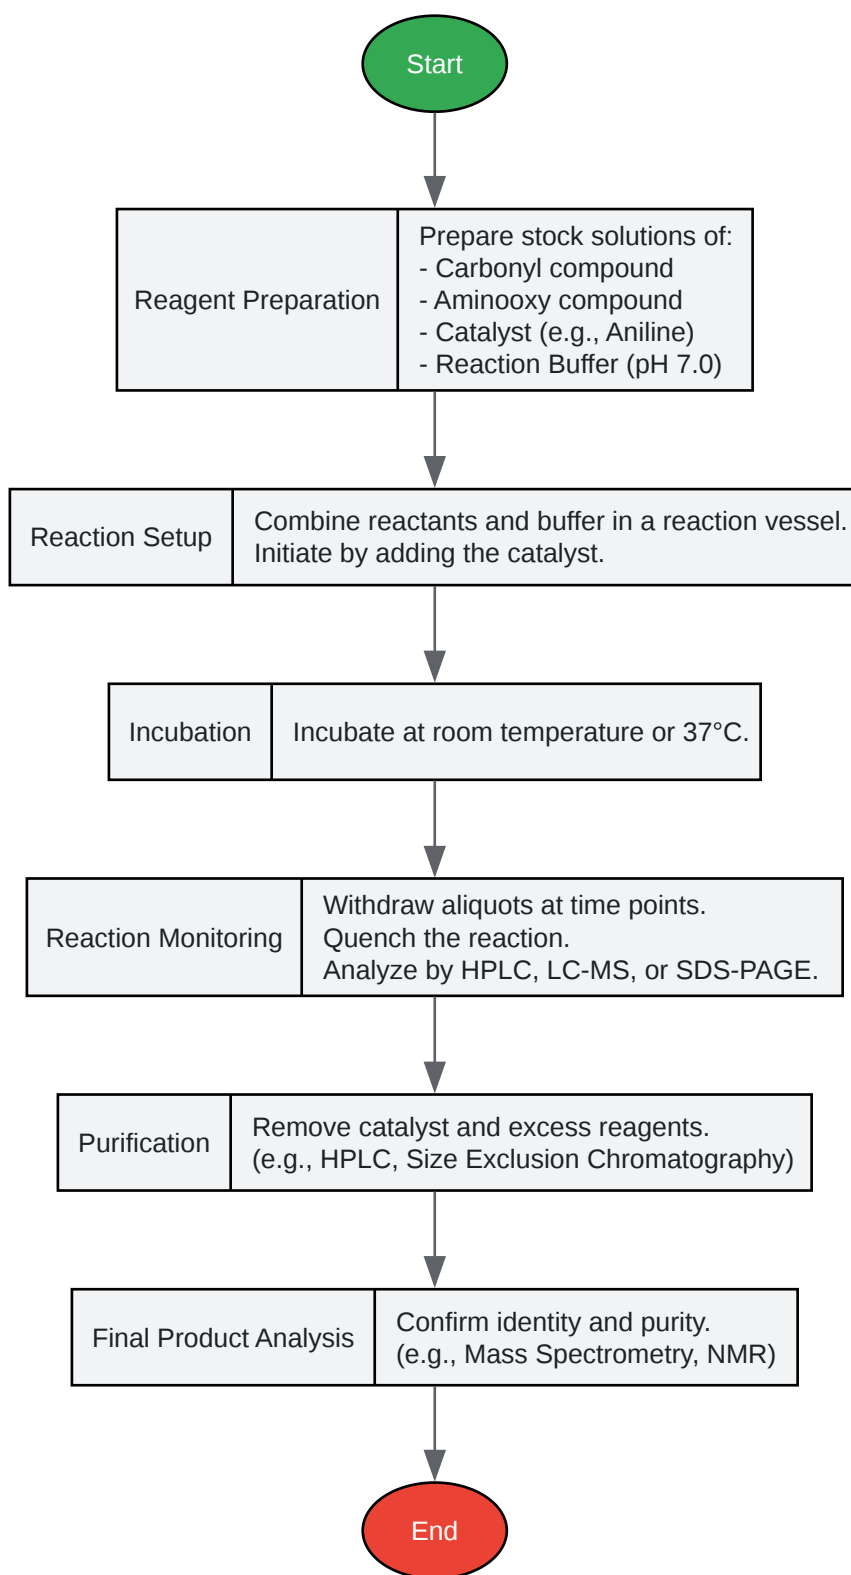 Start
Reagent Preparation
Prepare stock solutions of:
- Carbonyl compound
- Aminooxy compound
- Catalyst (e.g., Aniline)
- Reaction Buffer (pH 7.0)
Reaction Setup
Combine reactants and buffer in a reaction vessel.
Initiate by adding the catalyst.
Incubation
Incubate at room temperature or 37°C.
Reaction Monitoring
Withdraw aliquots at time points.
Quench the reaction.
Analyze by HPLC, LC-MS, or SDS-PAGE.
Purification
Remove catalyst and excess reagents.
(e.g., HPLC, Size Exclusion Chromatography)
Final Product Analysis
Confirm identity and purity.
(e.g., Mass Spectrometry, NMR)
End